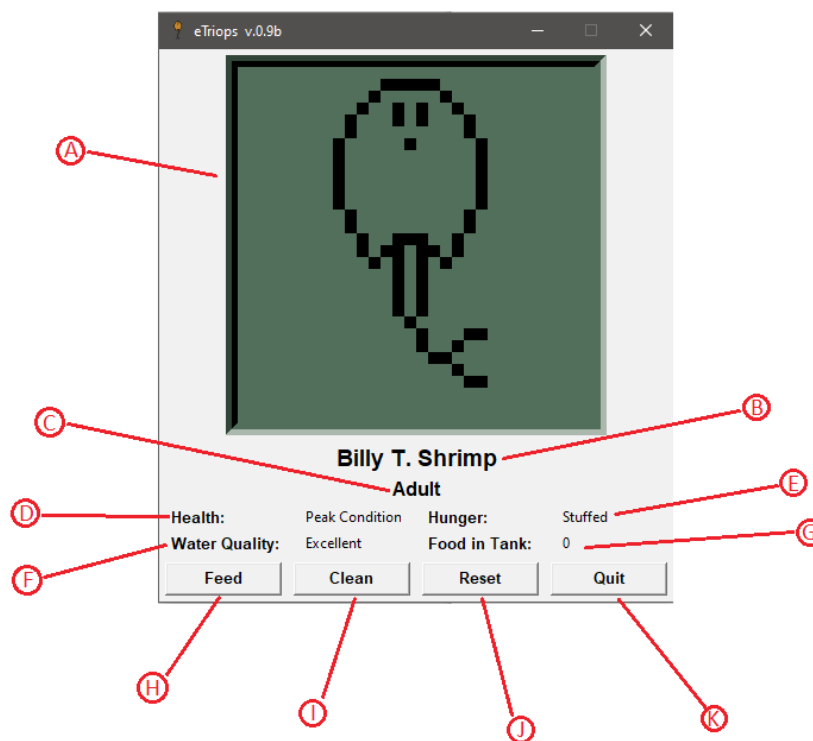 eTriops v.0.9b
A
B
Billy T. Shrimp
C
Adult
E
D
Health: Peak Condition Hunger: Stuffed
G
Water Quality: Excellent Food in Tank: 0
F
Feed Clean Reset Quit
H
I
J
K